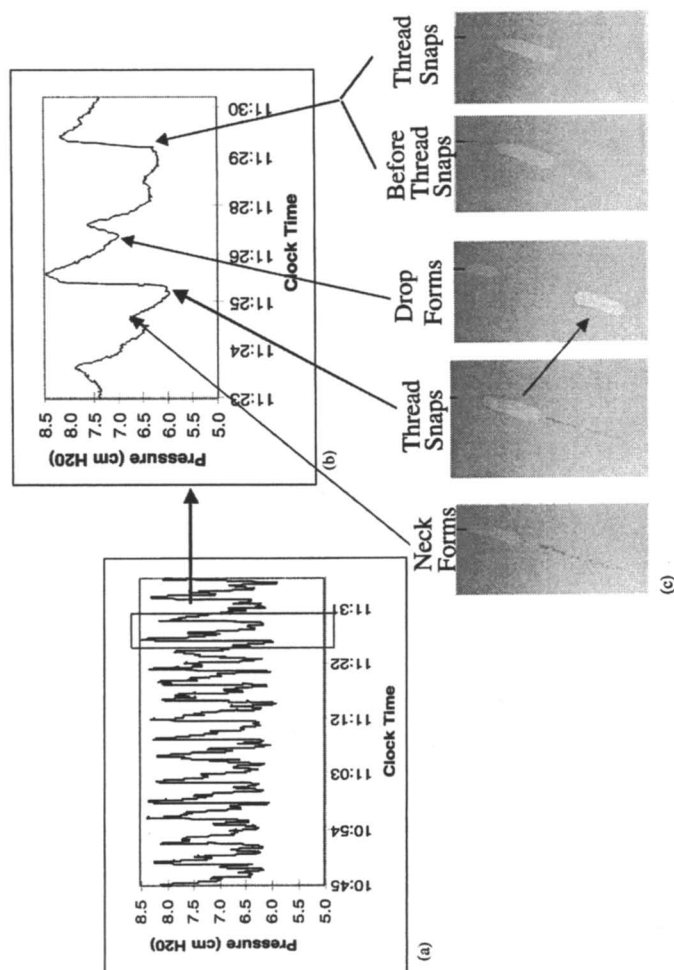 8.5
8.0
7.5
7.0
6.5
6.0
5.5
5.0
Pressure (cm H20)
10:45
10:54
11:03
11:12
11:22
11:31
Clock Time
(a)
8.5
8.0
7.5
7.0
6.5
6.0
5.5
5.0
Pressure (cm H20)
11:23
11:24
11:25
11:26
11:28
11:29
11:30
Clock Time
(b)
Neck
Forms
Thread
Snaps
Drop
Forms
Before
Thread
Snaps
Thread
Snaps
(c)